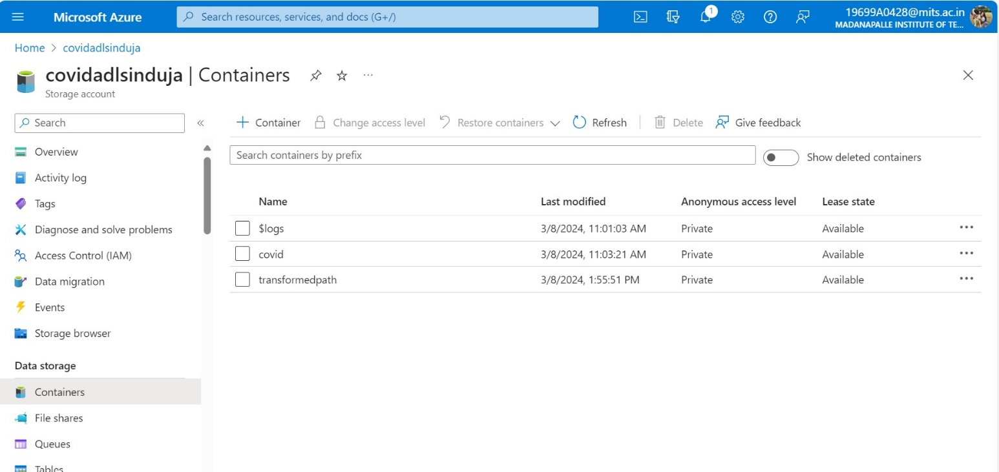 Microsoft Azure
Search resources, services, and docs (G+/)
1
19699A0428@mits.ac.in
MADANAPALLE INSTITUTE OF TE...
Home > covidadlsinduja
covidadlsinduja | Containers
Storage account
Search
Container
Change access level
Restore containers
Refresh
Delete
Give feedback
Overview
Activity log
Tags
Diagnose and solve problems
Access Control (IAM)
Data migration
Events
Storage browser
Data storage
Containers
File shares
Queues
Tables
Search containers by prefix
Show deleted containers
Name Last modified Anonymous access level Lease state
$logs 3/8/2024, 11:01:03 AM Private Available
covid 3/8/2024, 11:03:21 AM Private Available
transformedpath 3/8/2024, 1:55:51 PM Private Available